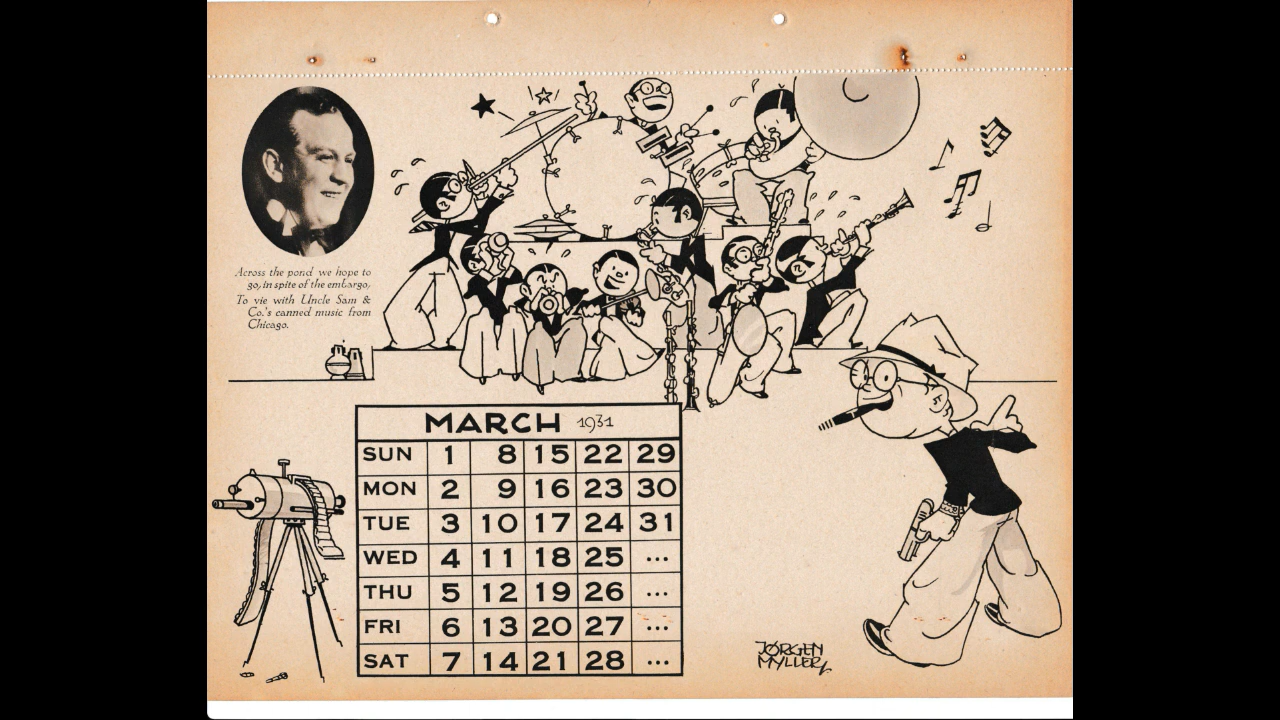 Across the pond we hope to
go, in spite of the embargo,
To vie with Uncle Sam &
Co.'s canned music from
Chicago.
MARCH 1931
SUN 1 8 15 22 29
MON 2 9 16 23 30
TUE 3 10 17 24 31
WED 4 11 18 25 ...
THU 5 12 19 26 ...
FRI 6 13 20 27 ...
SAT 7 14 21 28 ...
JØRGEN
MYLLER